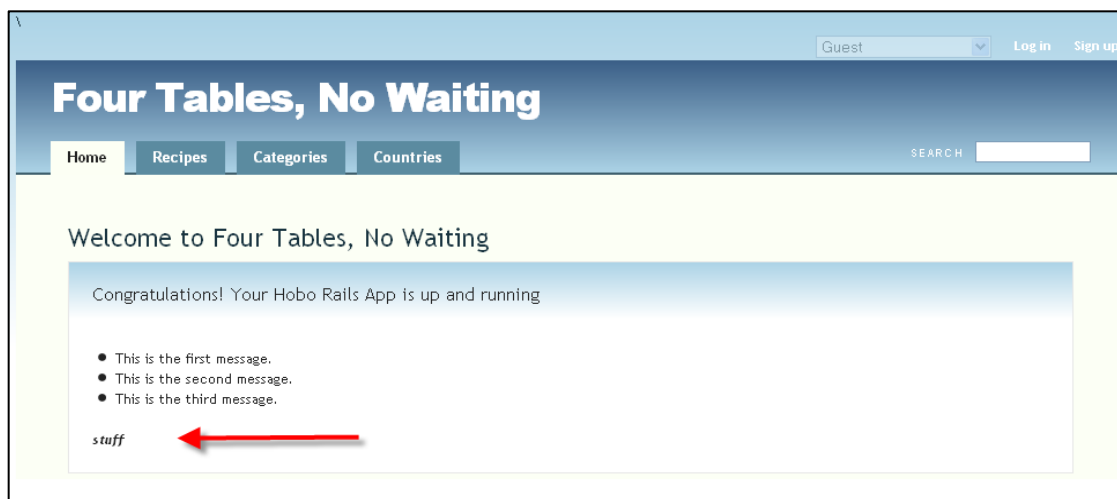 \
Guest Log in Sign up
Four Tables, No Waiting
Home Recipes Categories Countries SEARCH
Welcome to Four Tables, No Waiting
Congratulations! Your Hobo Rails App is up and running
• This is the first message.
• This is the second message.
• This is the third message.
stuff